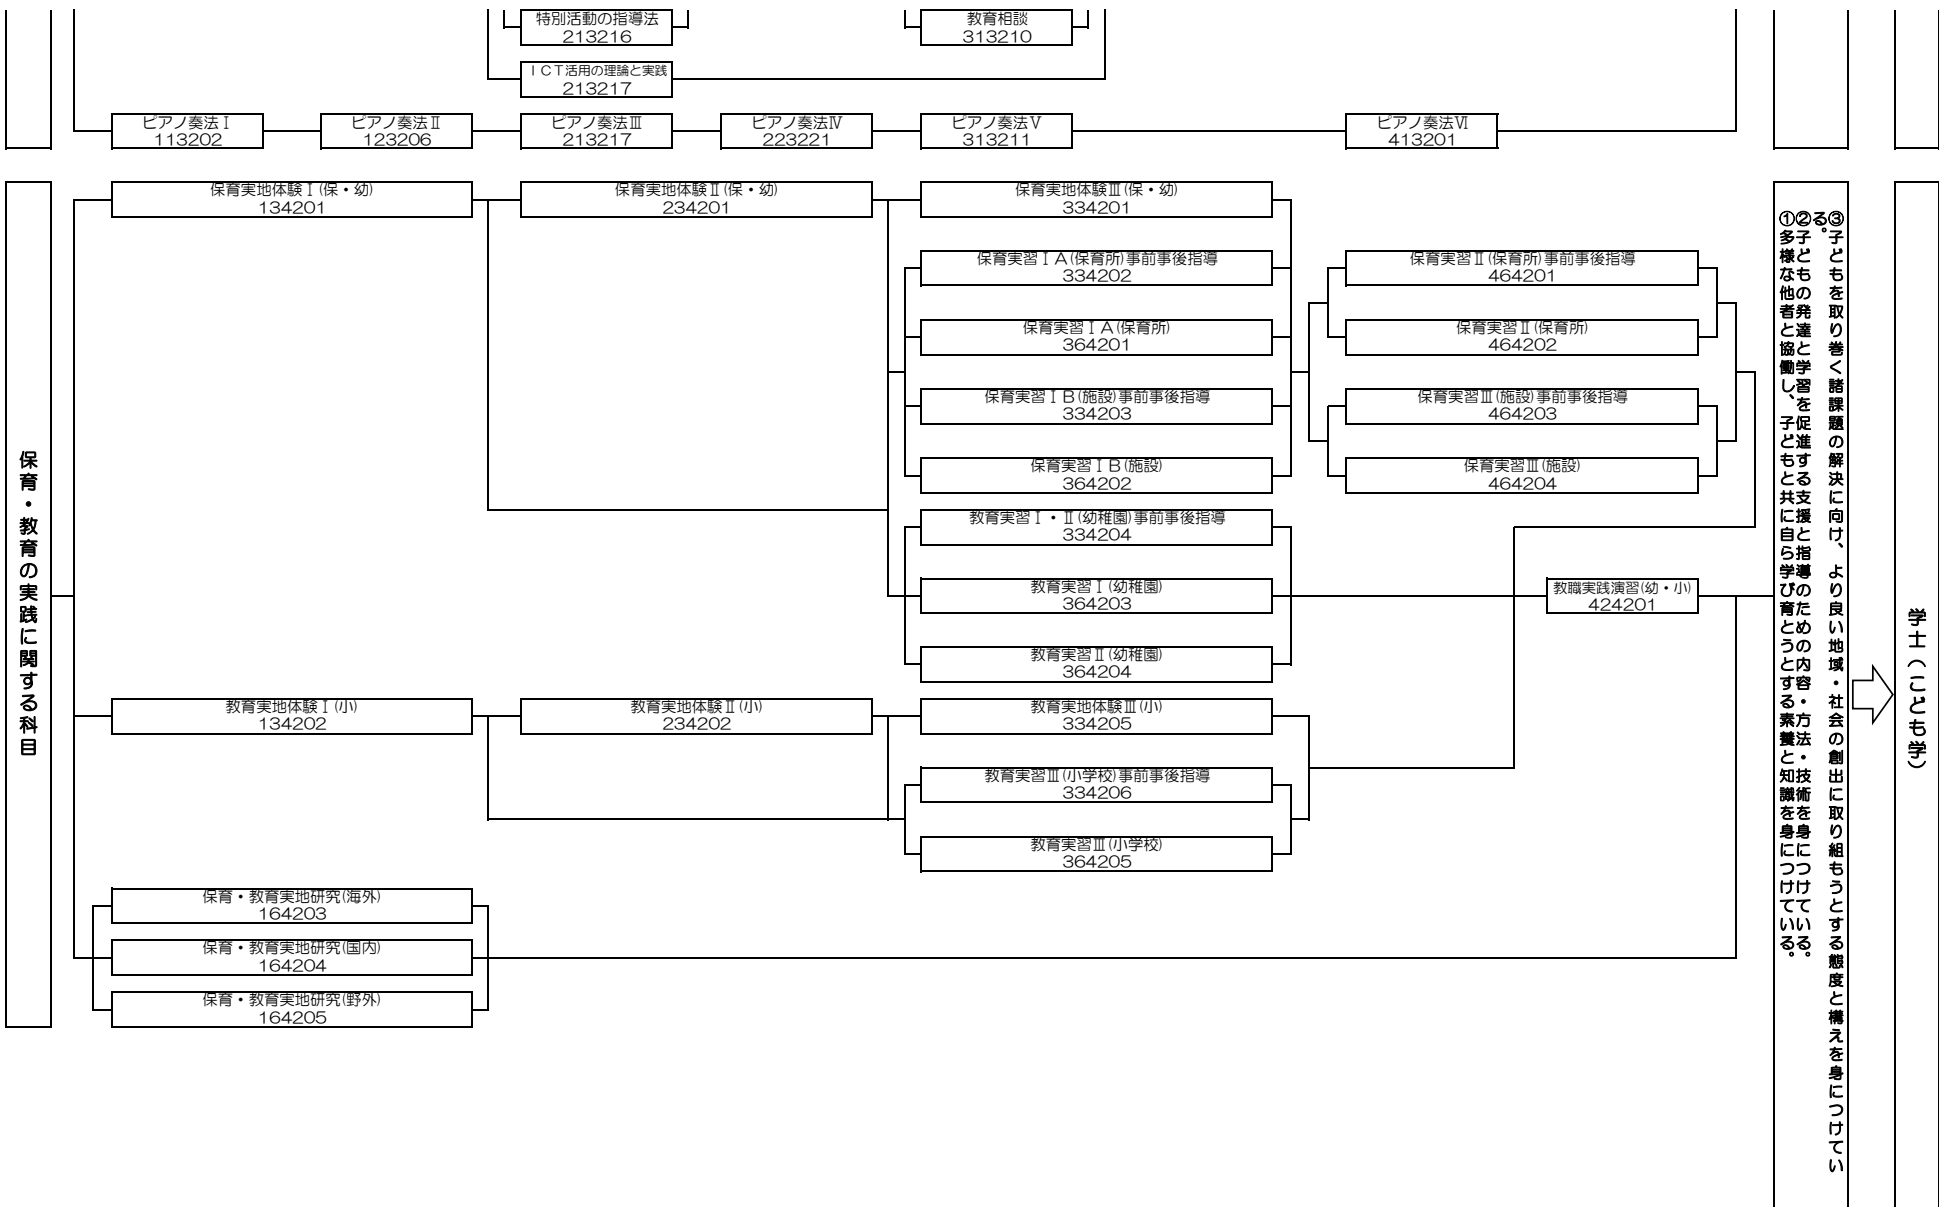 特別活動の指導法
213216
教育相談
313210
ＩＣＴ活用の理論と実践
213217
ピアノ奏法Ⅰ
113202
ピアノ奏法Ⅱ
123206
ピアノ奏法Ⅲ
213217
ピアノ奏法Ⅳ
223221
ピアノ奏法Ⅴ
313211
ピアノ奏法Ⅵ
413201
保育・教育の実践に関する科目
保育実地体験Ⅰ(保・幼)
134201
保育実地体験Ⅱ(保・幼)
234201
保育実地体験Ⅲ(保・幼)
334201
保育実習ⅠＡ(保育所)事前事後指導
334202
保育実習ⅠＡ(保育所)
364201
保育実習ⅠＢ(施設)事前事後指導
334203
保育実習ⅠＢ(施設)
364202
保育実習Ⅱ(保育所)事前事後指導
464201
保育実習Ⅱ(保育所)
464202
保育実習Ⅲ(施設)事前事後指導
464203
保育実習Ⅲ(施設)
464204
教育実習Ⅰ・Ⅱ(幼稚園)事前事後指導
334204
教育実習Ⅰ(幼稚園)
364203
教育実習Ⅱ(幼稚園)
364204
教職実践演習(幼・小)
424201
教育実地体験Ⅰ(小)
134202
教育実地体験Ⅱ(小)
234202
教育実地体験Ⅲ(小)
334205
教育実習Ⅲ(小学校)事前事後指導
334206
教育実習Ⅲ(小学校)
364205
保育・教育実地研究(海外)
164203
保育・教育実地研究(国内)
164204
保育・教育実地研究(野外)
164205
③子どもを取り巻く諸課題の解決に向け、より良い地域・社会の創出に取り組もうとする態度と構えを身につけてい
る。
②子どもの発達と学習を促進する支援と指導のための内容・方法・技術を身につけている。
①多様な他者と協働し、子どもと共に自ら学び育とうとする素養と知識を身につけている。
学士（こども学）